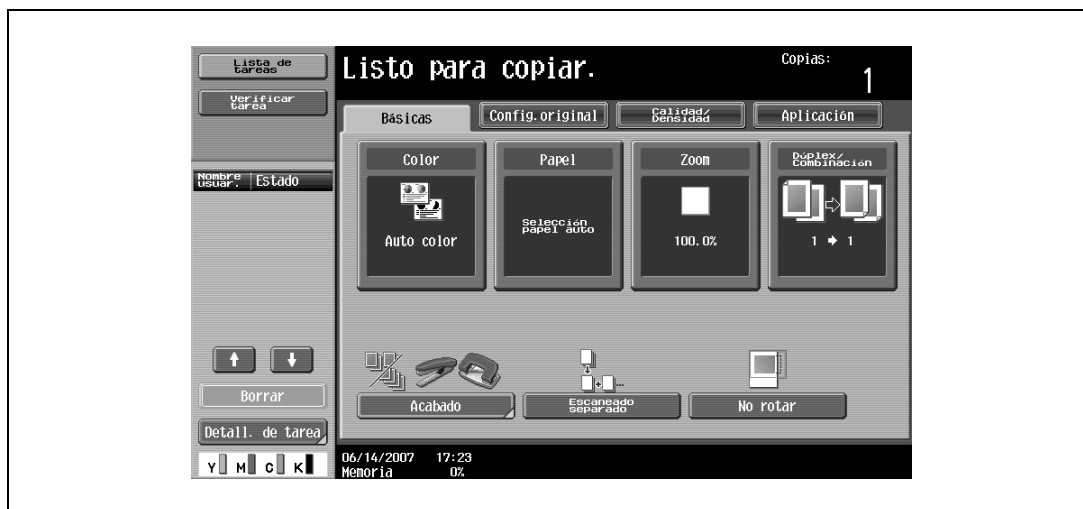 Lista de
tareas
Verificar
tarea
Nombre
usuar.
Estado
Borrar
Detall. de tarea
Y M C K
Listo para copiar.
Copias:
1
Básicas
Config.original
Calidad/
Densidad
Aplicación
Color
Auto color
Papel
Selección
papel auto
Zoom
100.0%
Dúplex/
Combinación
1 → 1
Acabado
Escaneado
separado
No rotar
06/14/2007 17:23
Memoria 0%